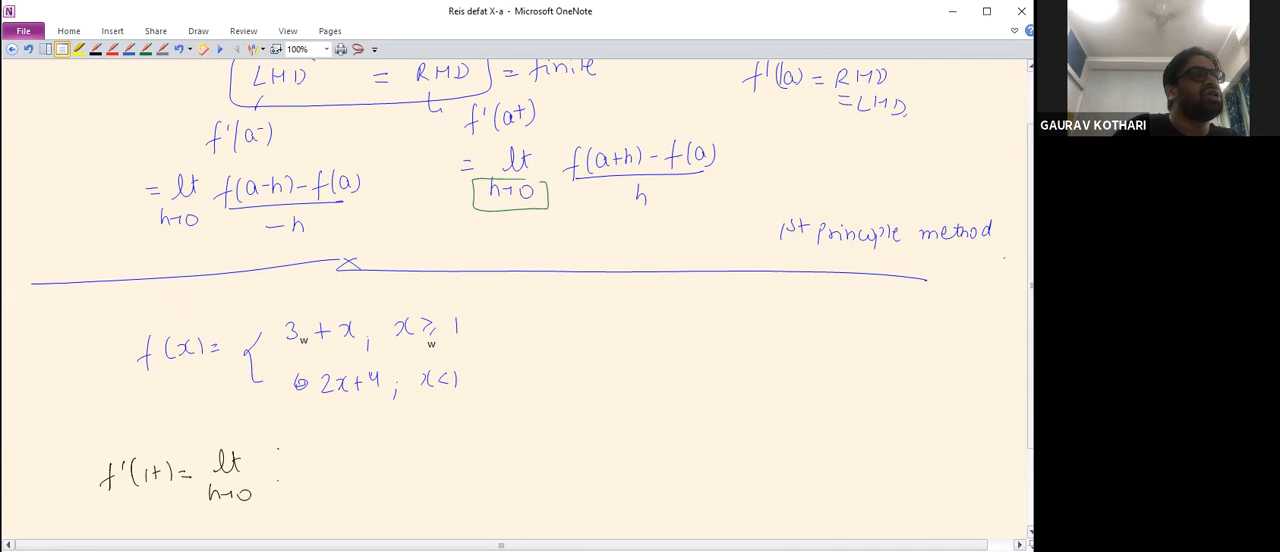 Reis defat X-a - Microsoft OneNote
File Home Insert Share Draw Review View Pages
100%
LHD = RHD = finite
f'(a) = RHD
= LHD
f'(a-)
f'(a+)
= lt f(a-h) - f(a)
h→0 -h
= lt f(a+h) - f(a)
h→0 h
1st principle method
f(x) = { 3w + x ; x ≥ 1
w
2x+4 ; x<1
f'(1+) = lt
h→0
GAURAV KOTHARI